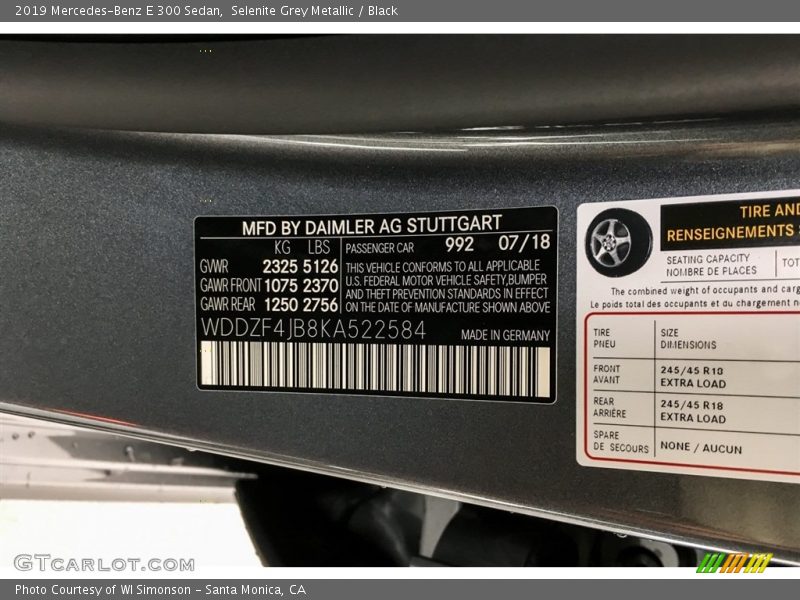 2019 Mercedes-Benz E 300 Sedan, Selenite Grey Metallic / Black
MFD BY DAIMLER AG STUTTGART
KG LBS
GWR 2325 5126
GAWR FRONT 1075 2370
GAWR REAR 1250 2756
PASSENGER CAR 992 07/18
THIS VEHICLE CONFORMS TO ALL APPLICABLE
U.S. FEDERAL MOTOR VEHICLE SAFETY,BUMPER
AND THEFT PREVENTION STANDARDS IN EFFECT
ON THE DATE OF MANUFACTURE SHOWN ABOVE
WDDZF4JB8KA522584 MADE IN GERMANY
TIRE AND
RENSEIGNEMENTS
SEATING CAPACITY
NOMBRE DE PLACES
The combined weight of occupants and
Le poids total des occupants et du chargement
TIRE SIZE
PNEU DIMENSIONS
FRONT 245/45 R18
AVANT EXTRA LOAD
REAR 245/45 R18
ARRIÈRE EXTRA LOAD
SPARE
DE SECOURS NONE / AUCUN
GTCARLOT.COM
Photo Courtesy of WI Simonson - Santa Monica, CA